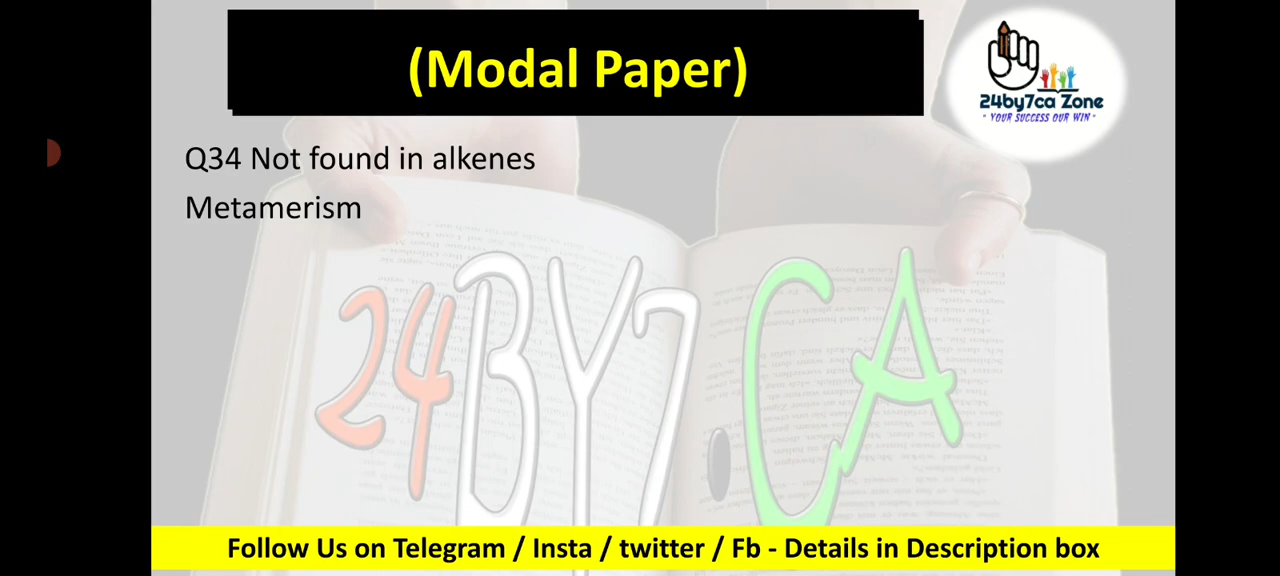 (Modal Paper)
24by7ca Zone
" YOUR SUCCESS OUR WIN "
Q34 Not found in alkenes
Metamerism
24BY7.CA
Follow Us on Telegram / Insta / twitter / Fb - Details in Description box